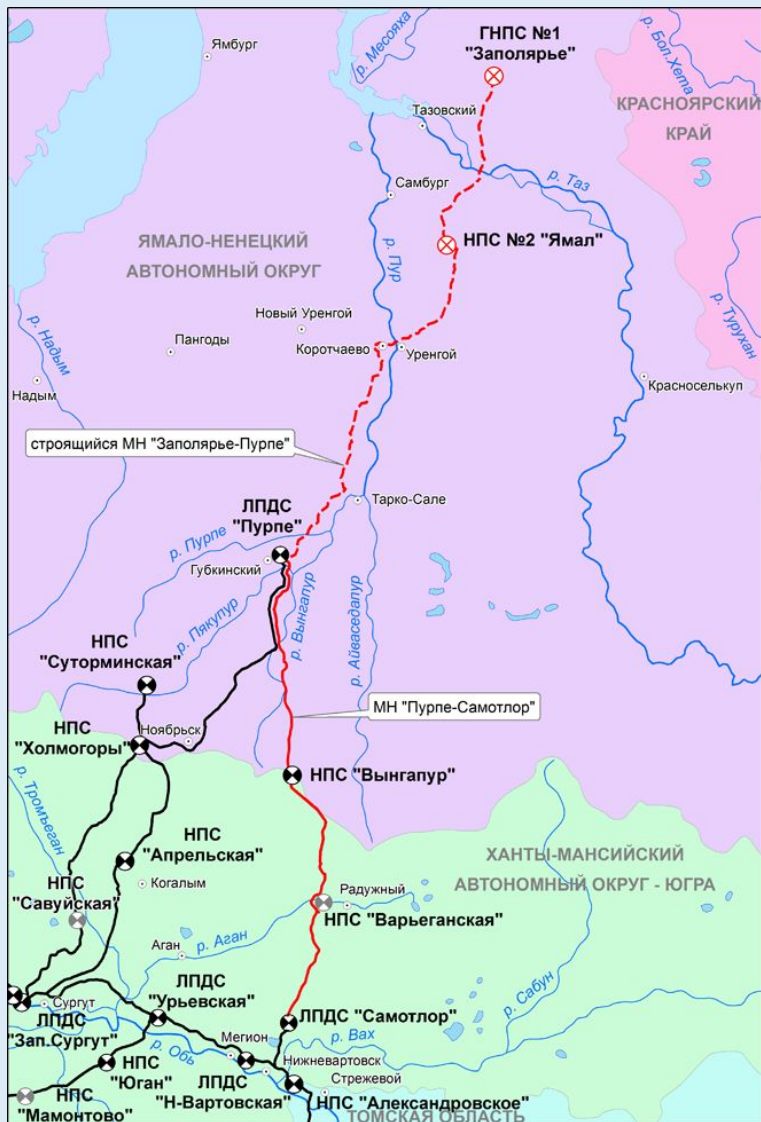 Ямбург
р. Месояха
ГНПС №1
"Заполярье"
р. Бол.Хета
КРАСНОЯРСКИЙ
КРАЙ
Тазовский
р. Таз
Самбург
ЯМАЛО-НЕНЕЦКИЙ
АВТОНОМНЫЙ ОКРУГ
р. Пур
НПС №2 "Ямал"
р. Турухан
р. Надым
Новый Уренгой
Пангоды
Коротчаево
Уренгой
Надым
Красноселькуп
строящийся МН "Заполярье-Пурпе"
Тарко-Сале
ЛПДС
"Пурпе"
р. Пурпе
Губкинский
р. Пякупур
р. Вынгапур
р. Айваседапур
НПС
"Суторминская"
МН "Пурпе-Самотлор"
Ноябрьск
НПС
"Холмогоры"
НПС "Вынгапур"
р. Тромъеган
НПС
"Апрельская"
ХАНТЫ-МАНСИЙСКИЙ
АВТОНОМНЫЙ ОКРУГ - ЮГРА
НПС
"Савуйская"
Когалым
Радужный
НПС "Варьеганская"
Аган
р. Аган
р. Сабун
ЛПДС
"Урьевская"
Сургут
ЛПДС
"Зап.Сургут"
ЛПДС "Самотлор"
р. Вах
Мегион
р. Обь
Нижневартовск
НПС
"Юган"
ЛПДС
"Н-Вартовская"
Стрежевой
НПС
"Мамонтово"
НПС "Александровское"
ТОМСКАЯ ОБЛАСТЬ